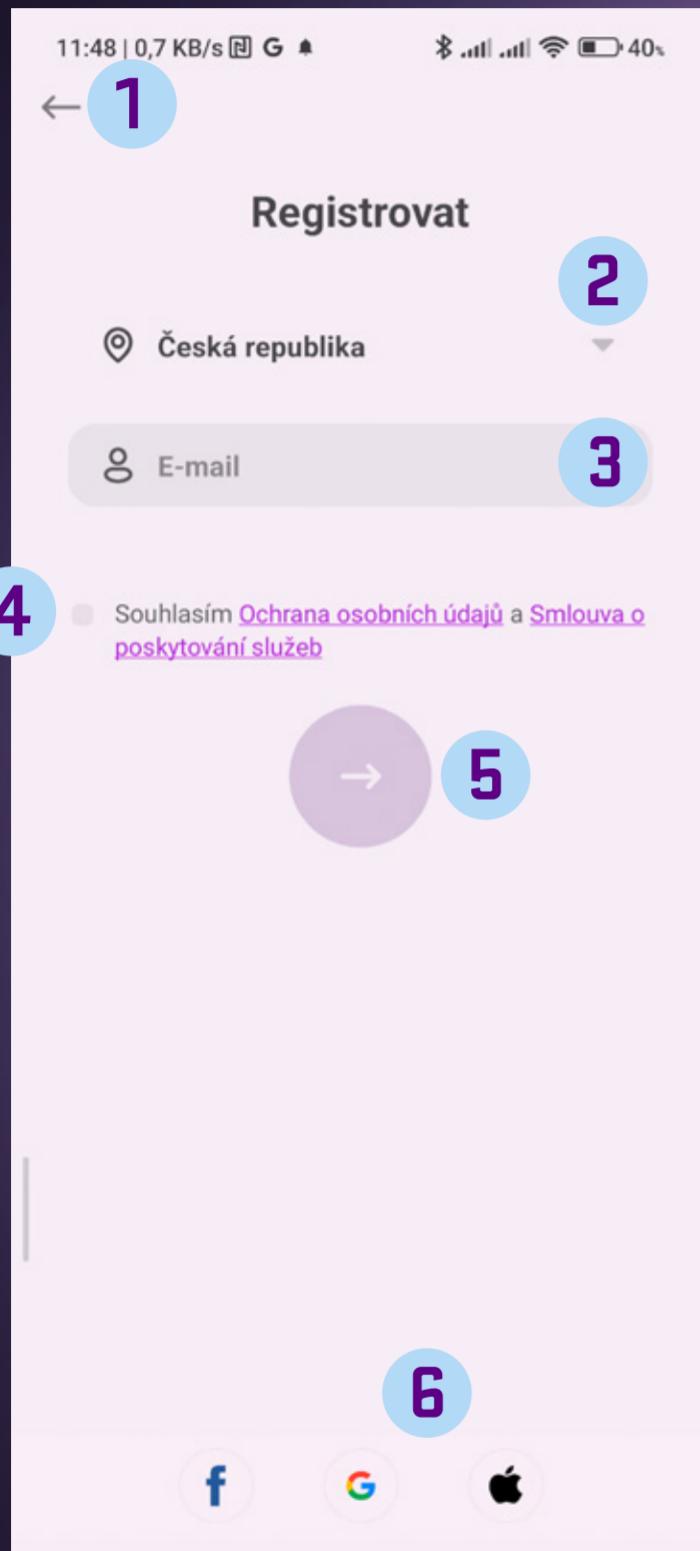 11:48 | 0,7 KB/s G 40%
1
Registrovat
2
Česká republika
E-mail 3
4 Souhlasím Ochrana osobních údajů a Smlouva o
poskytování služeb
5
6
f G